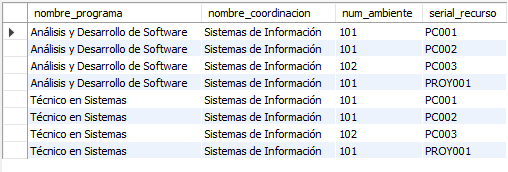 nombre_programa nombre_coordinacion num_ambiente serial_recurso
Análisis y Desarrollo de Software Sistemas de Información 101 PC001
Análisis y Desarrollo de Software Sistemas de Información 101 PC002
Análisis y Desarrollo de Software Sistemas de Información 102 PC003
Análisis y Desarrollo de Software Sistemas de Información 101 PROY001
Técnico en Sistemas Sistemas de Información 101 PC001
Técnico en Sistemas Sistemas de Información 101 PC002
Técnico en Sistemas Sistemas de Información 102 PC003
Técnico en Sistemas Sistemas de Información 101 PROY001